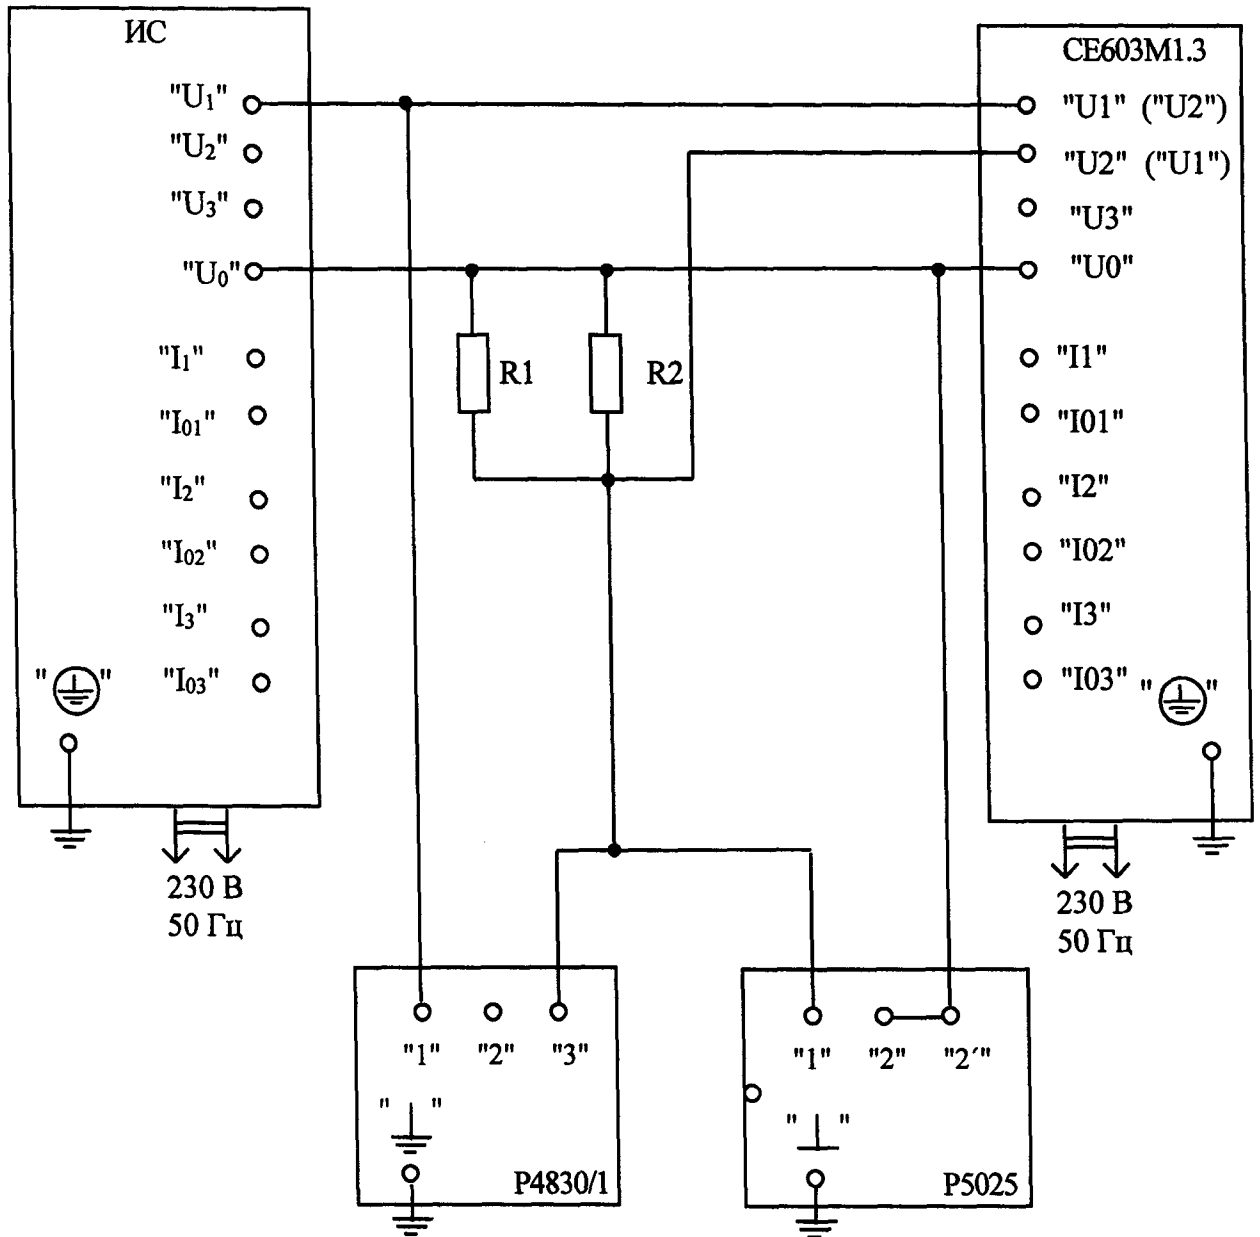 ИС
"U₁"
"U₂"
"U₃"
"U₀"
"I₁"
"I₀₁"
"I₂"
"I₀₂"
"I₃"
"I₀₃"
" "
230 В
50 Гц
R1
R2
СЕ603М1.3
"U1" ("U2")
"U2" ("U1")
"U3"
"U0"
"I1"
"I01"
"I2"
"I02"
"I3"
"I03"
" "
230 В
50 Гц
"1" "2" "3"
" "
Р4830/1
"1" "2" "2´"
" "
Р5025